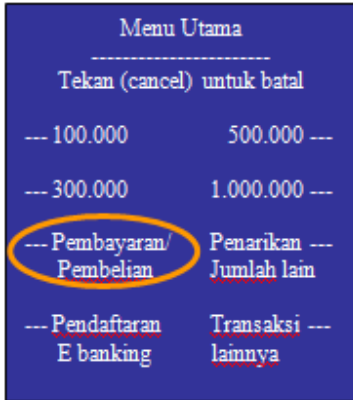 Menu Utama
-----------------------
Tekan (cancel) untuk batal
--- 100.000 500.000 ---
--- 300.000 1.000.000 ---
--- Pembayaran/ Penarikan ---
Pembelian Jumlah lain
--- Pendaftaran Transaksi ---
E banking lainnya